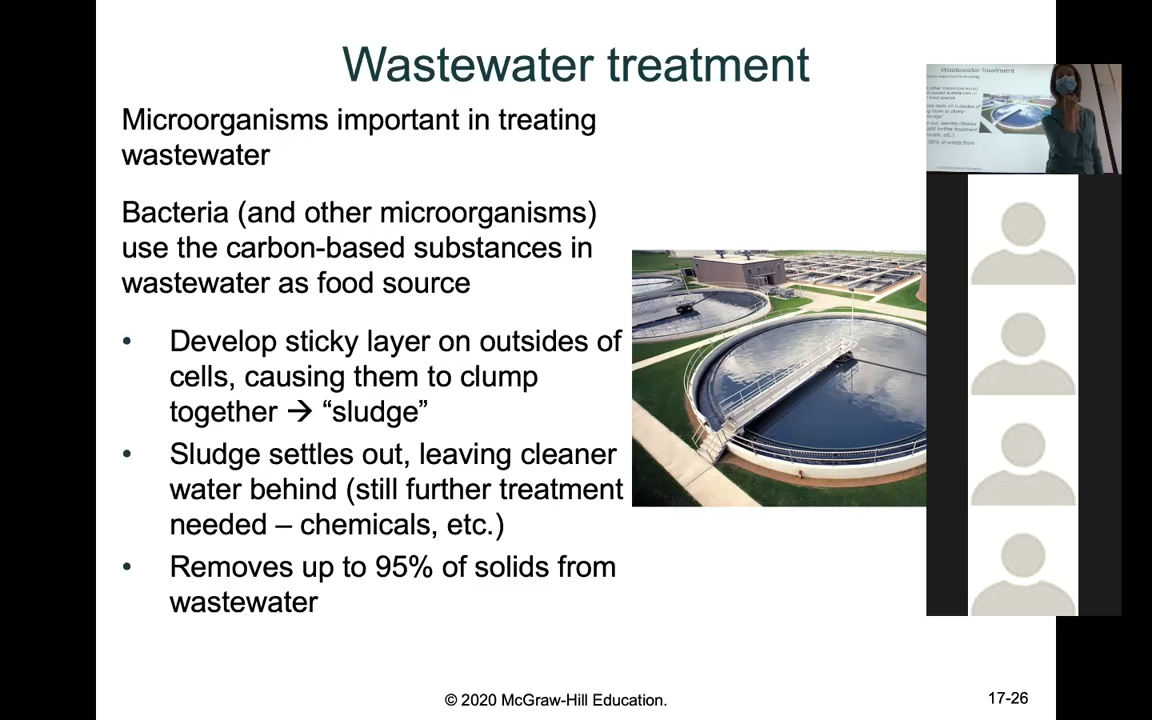 Wastewater treatment
Microorganisms important in treating
wastewater
Bacteria (and other microorganisms)
use the carbon-based substances in
wastewater as food source
• Develop sticky layer on outsides of
cells, causing them to clump
together → “sludge”
• Sludge settles out, leaving cleaner
water behind (still further treatment
needed – chemicals, etc.)
• Removes up to 95% of solids from
wastewater
© 2020 McGraw-Hill Education.
17-26
Wastewater treatment